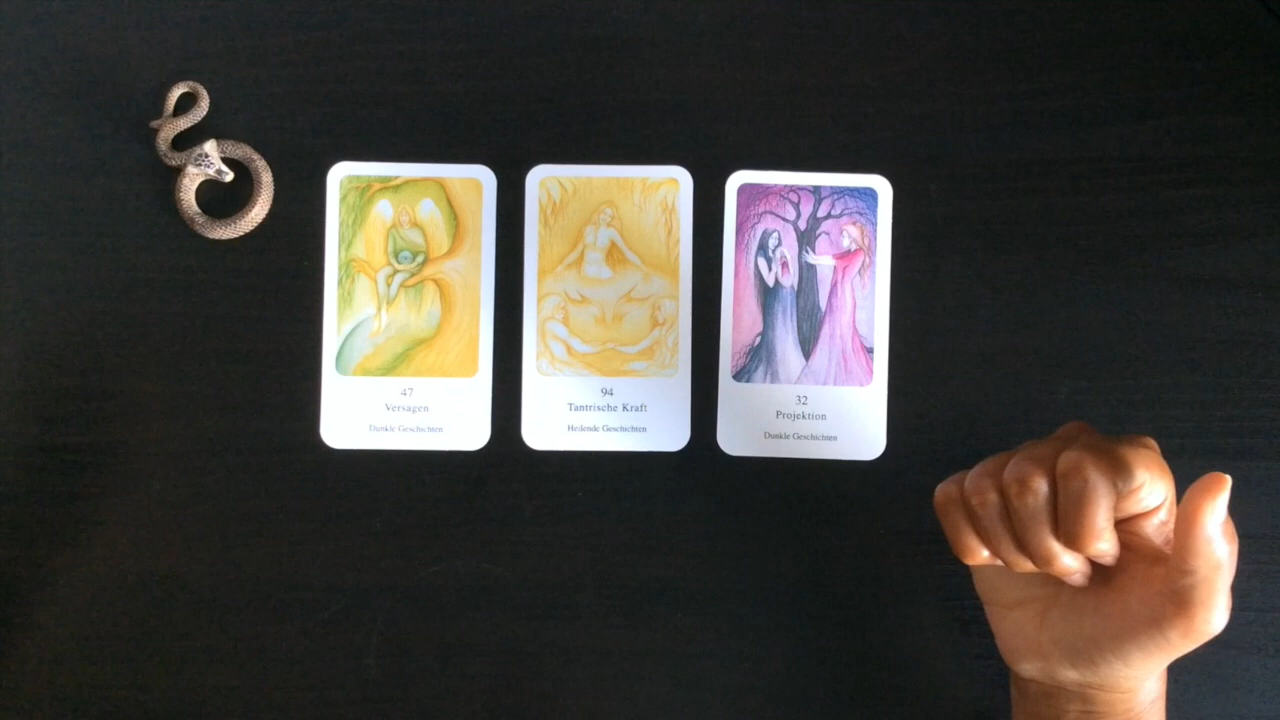 47
Versagen
Dunkle Geschichten
94
Tantrische Kraft
Heilende Geschichten
32
Projektion
Dunkle Geschichten